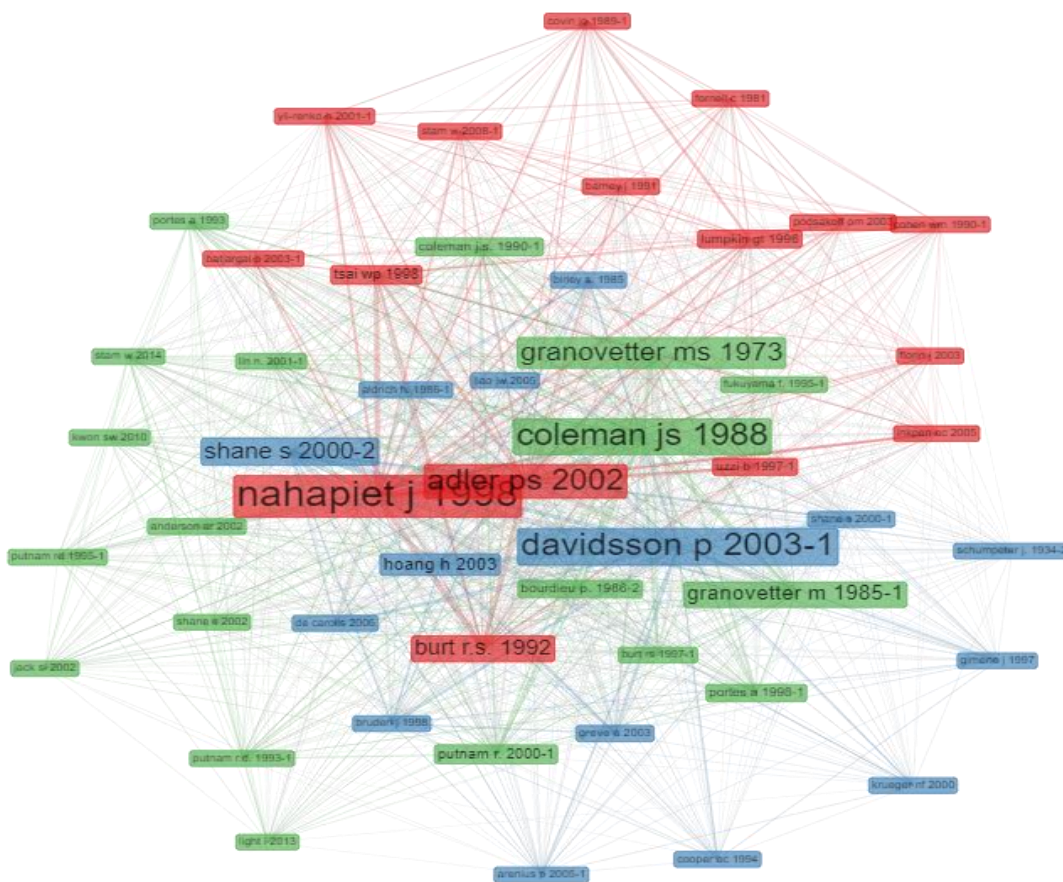 covin jg 1989-1
fornell c 1981
yli-renko h 2001-1
stam w 2008-1
barney j 1991
portes a 1993
podsakoff pm 2003
cohen wm 1990-1
lumpkin gt 1996
coleman j.s. 1990-1
batjargal b 2003-1
tsai wp 1998
birley s. 1985
granovetter ms 1973
stam w 2014
lin n. 2001-1
florin j 2003
aldrich h. 1986-1
liao jw 2005
fukuyama f. 1995-1
kwon sw 2010
coleman js 1988
inkpen ac 2005
shane s 2000-2
uzzi b 1997-1
adler ps 2002
nahapiet j 1998
anderson ar 2002
shane s 2000-1
putnam rd 1995-1
davidsson p 2003-1
schumpeter j. 1934-2
hoang h 2003
bourdieu p. 1986-2
granovetter m 1985-1
shane s 2002
de carolis 2006
burt r.s. 1992
burt rs 1997-1
gimeno j 1997
jack sl 2002
portes a 1998-1
bruderl j 1998
greve a 2003
putnam r. 2000-1
putnam r.d. 1993-1
krueger nf 2000
light i 2013
cooper ac 1994
arenius p 2005-1